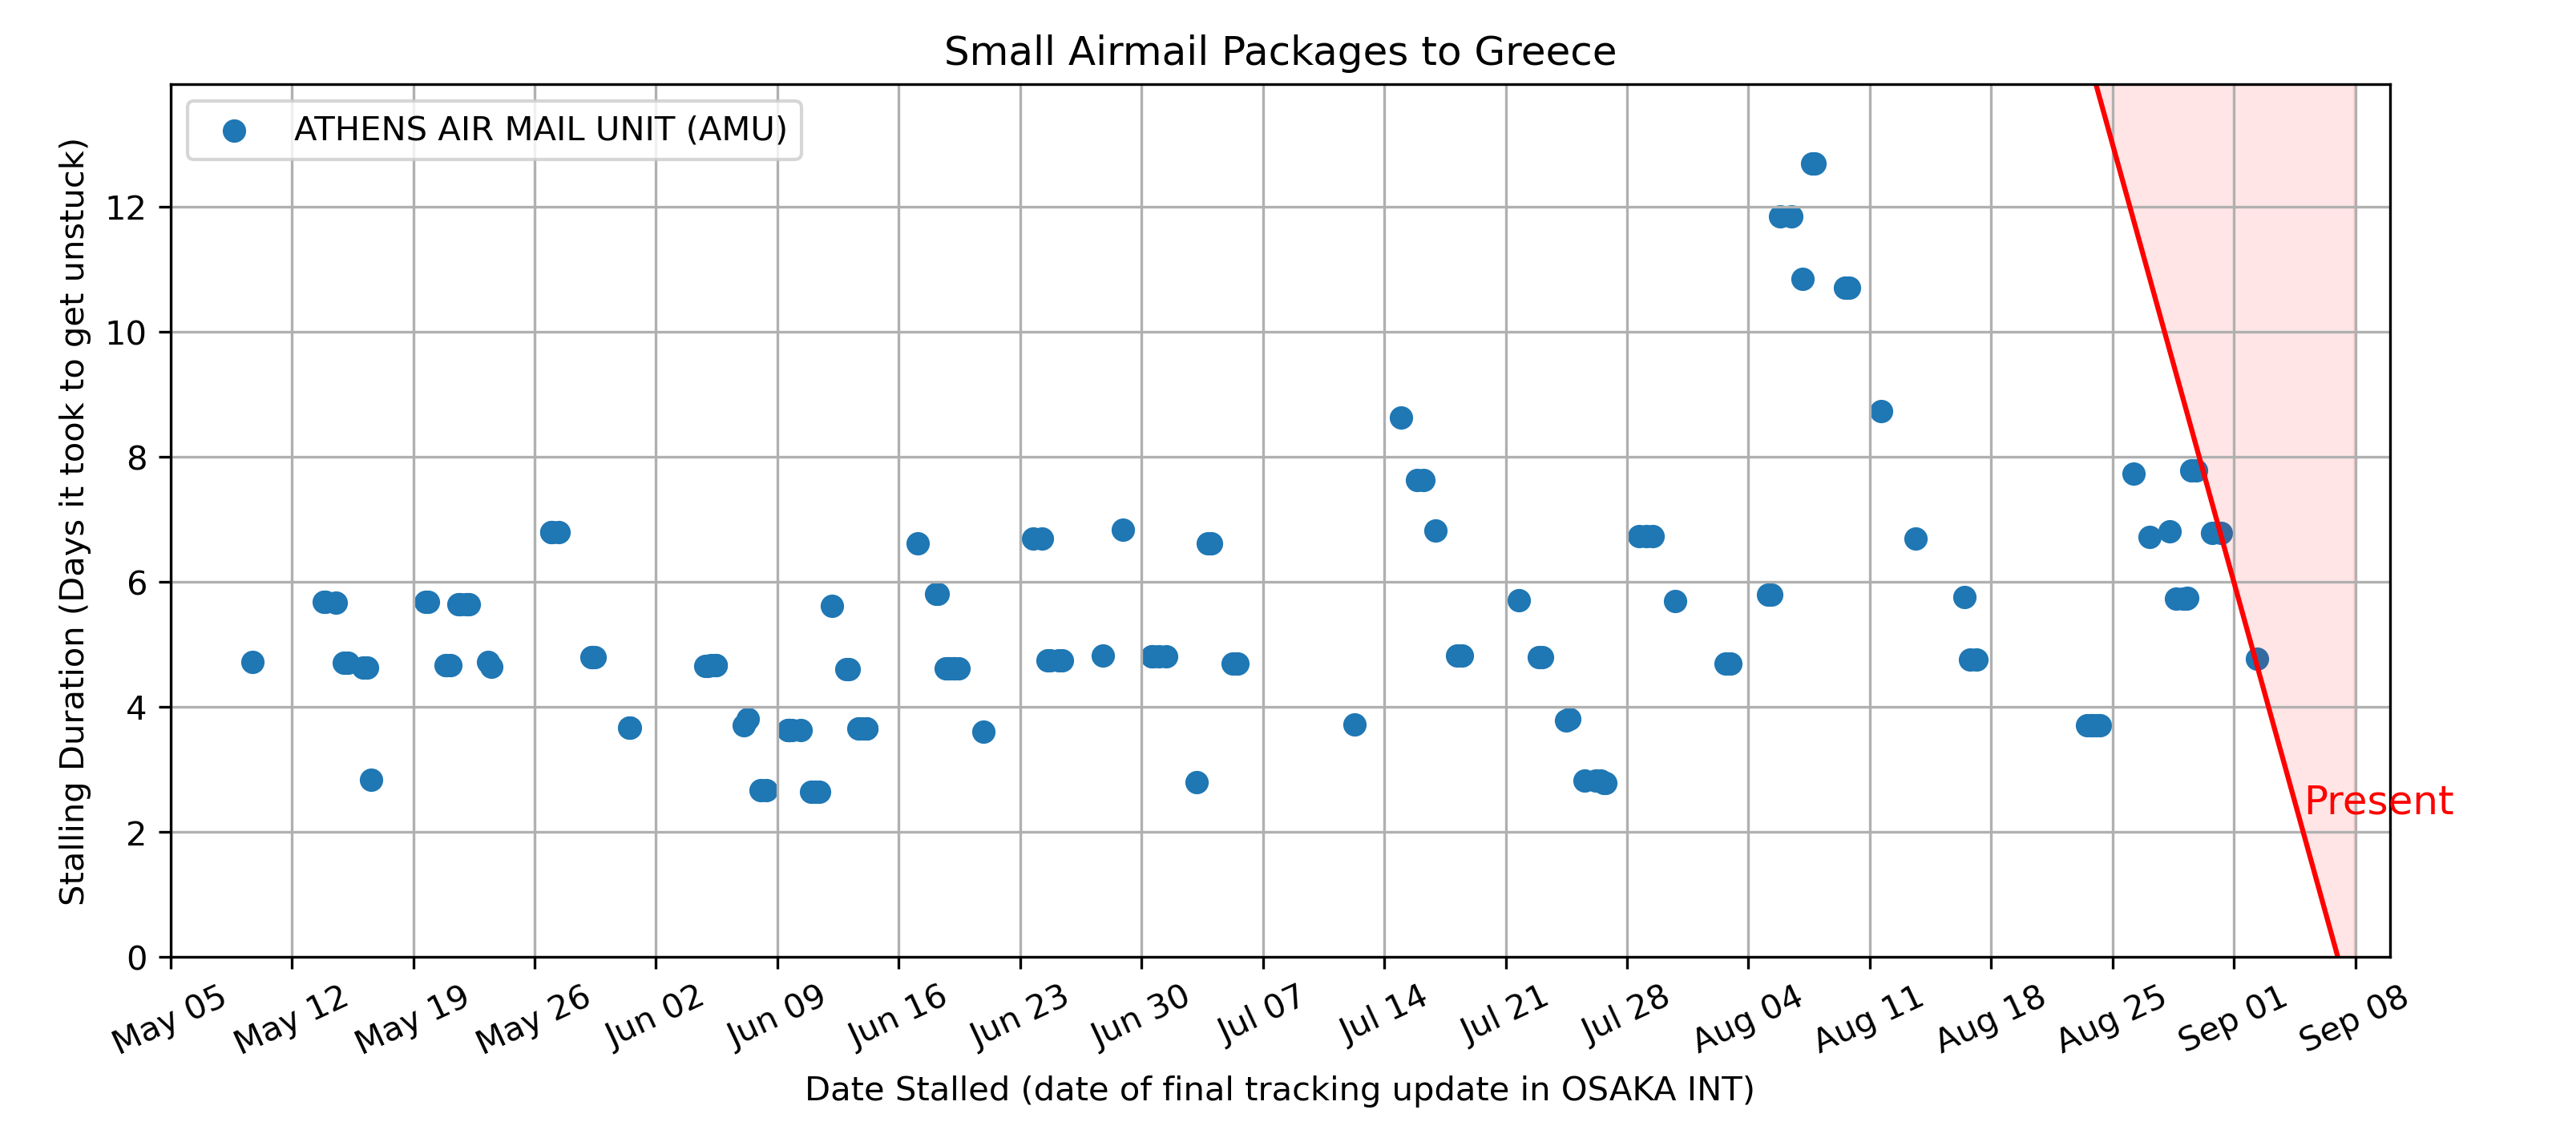 Small Airmail Packages to Greece
ATHENS AIR MAIL UNIT (AMU)
Stalling Duration (Days it took to get unstuck)
12
10
8
6
4
2
0
Present
May 05
May 12
May 19
May 26
Jun 02
Jun 09
Jun 16
Jun 23
Jun 30
Jul 07
Jul 14
Jul 21
Jul 28
Aug 04
Aug 11
Aug 18
Aug 25
Sep 01
Sep 08
Date Stalled (date of final tracking update in OSAKA INT)